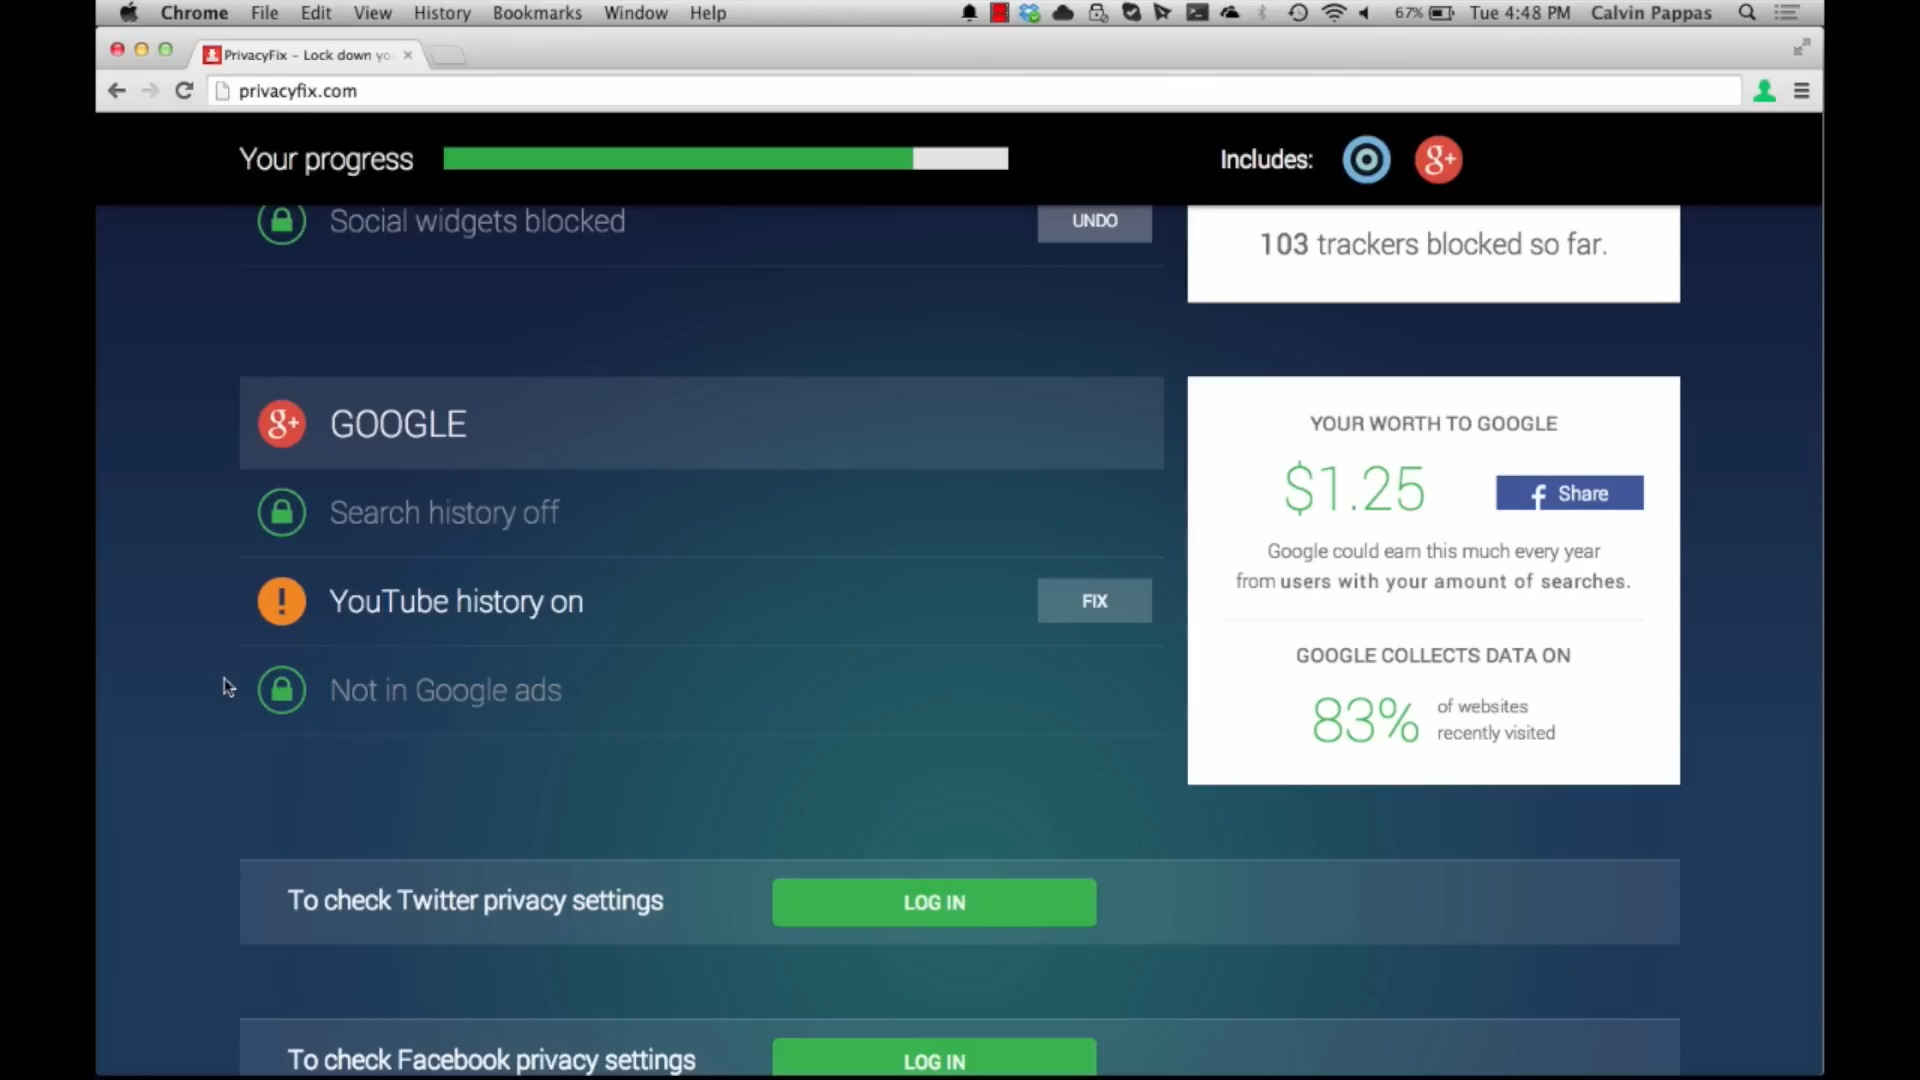 Chrome File Edit View History Bookmarks Window Help 67% Tue 4:48 PM Calvin Pappas
PrivacyFix – Lock down yo
privacyfix.com
Your progress
Includes:
g+
Social widgets blocked
UNDO
103 trackers blocked so far.
g+ GOOGLE
Search history off
YouTube history on
FIX
Not in Google ads
YOUR WORTH TO GOOGLE
$1.25
f Share
Google could earn this much every year
from users with your amount of searches.
GOOGLE COLLECTS DATA ON
83%
of websites
recently visited
To check Twitter privacy settings
LOG IN
To check Facebook privacy settings
LOG IN